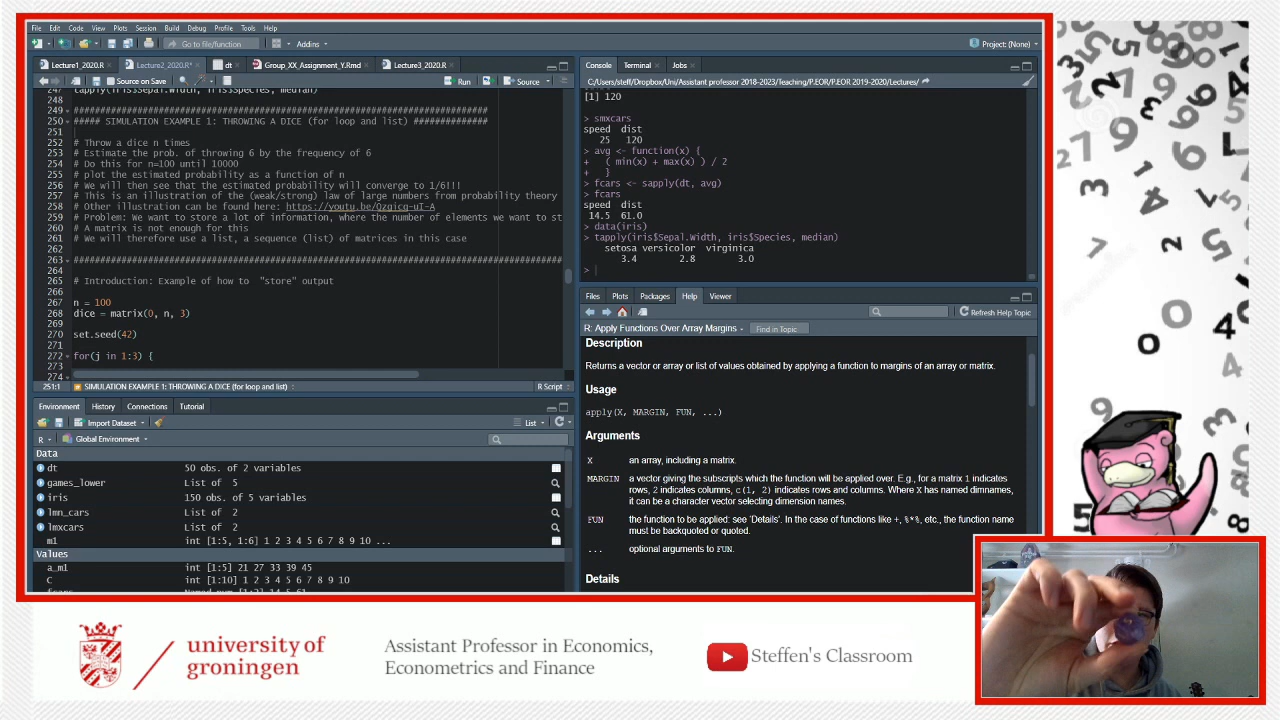 File Edit Code View Plots Session Build Debug Profile Tools Help
Go to file/function Addins Project: (None)
Lecture1_2020.R Lecture2_2020.R* dt Group_XX_Assignment_Y.Rmd Lecture3_2020.R
Source on Save Run Source
247 tapply(iris$Sepal.Width, iris$Species, median)
248
249 ##############################################################################
250 ##### SIMULATION EXAMPLE 1: THROWING A DICE (for loop and list) ##############
251
252 # Throw a dice n times
253 # Estimate the prob. of throwing 6 by the frequency of 6
254 # Do this for n=100 until 10000
255 # plot the estimated probability as a function of n
256 # We will then see that the estimated probability will converge to 1/6!!!
257 # This is an illustration of the (weak/strong) law of large numbers from probability theory
258 # Other illustration can be found here:
259 # Problem: We want to store a lot of information, where the number of elements we want to st
260 # A matrix is not enough for this
261 # We will therefore use a list, a sequence (list) of matrices in this case
262
263 ############################################################################################
264
265 # Introduction: Example of how to "store" output
266
267 n = 100
268 dice = matrix(0, n, 3)
269
270 set.seed(42)
271
272 for(j in 1:3) {
273
274
251:1 SIMULATION EXAMPLE 1: THROWING A DICE (for loop and list) R Script
Environment History Connections Tutorial
Import Dataset List
R Global Environment
Data
dt 50 obs. of 2 variables
games_lower List of 5
iris 150 obs. of 5 variables
lmn_cars List of 2
lmxcars List of 2
m1 int [1:5, 1:6] 1 2 3 4 5 6 7 8 9 10 ...
Values
a_m1 int [1:5] 21 27 33 39 45
C int [1:10] 1 2 3 4 5 6 7 8 9 10
Console Terminal Jobs
C:/Users/steff/Dropbox/Uni/Assistant professor 2018-2023/Teaching/P.EOR/P.EOR 2019-2020/Lectures/
[1] 120
> smxcars
speed dist
25 120
> avg <- function(x) {
+ ( min(x) + max(x) ) / 2
+ }
> fcars <- sapply(dt, avg)
> fcars
speed dist
14.5 61.0
> data(iris)
> tapply(iris$Sepal.Width, iris$Species, median)
setosa versicolor virginica
3.4 2.8 3.0
>
Files Plots Packages Help Viewer
Refresh Help Topic
R: Apply Functions Over Array Margins Find in Topic
Description
Returns a vector or array or list of values obtained by applying a function to margins of an array or matrix.
Usage
apply(X, MARGIN, FUN, ...)
Arguments
X an array, including a matrix.
MARGIN a vector giving the subscripts which the function will be applied over. E.g., for a matrix 1 indicates
rows, 2 indicates columns, c(1, 2) indicates rows and columns. Where X has named dimnames,
it can be a character vector selecting dimension names.
FUN the function to be applied: see 'Details'. In the case of functions like +, %*%, etc., the function name
must be backquoted or quoted.
... optional arguments to FUN.
Details
university of
groningen
Assistant Professor in Economics,
Econometrics and Finance
Steffen's Classroom